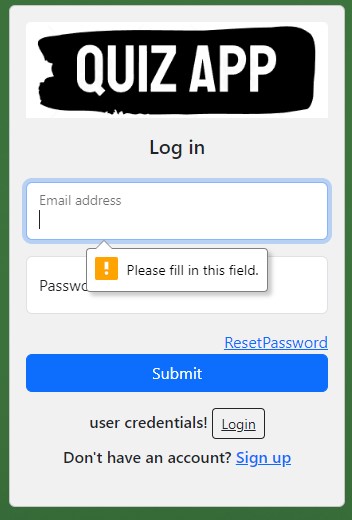 QUIZ APP
Log in
Email address
Please fill in this field.
ResetPassword
Submit
user credentials! Login
Don't have an account? Sign up